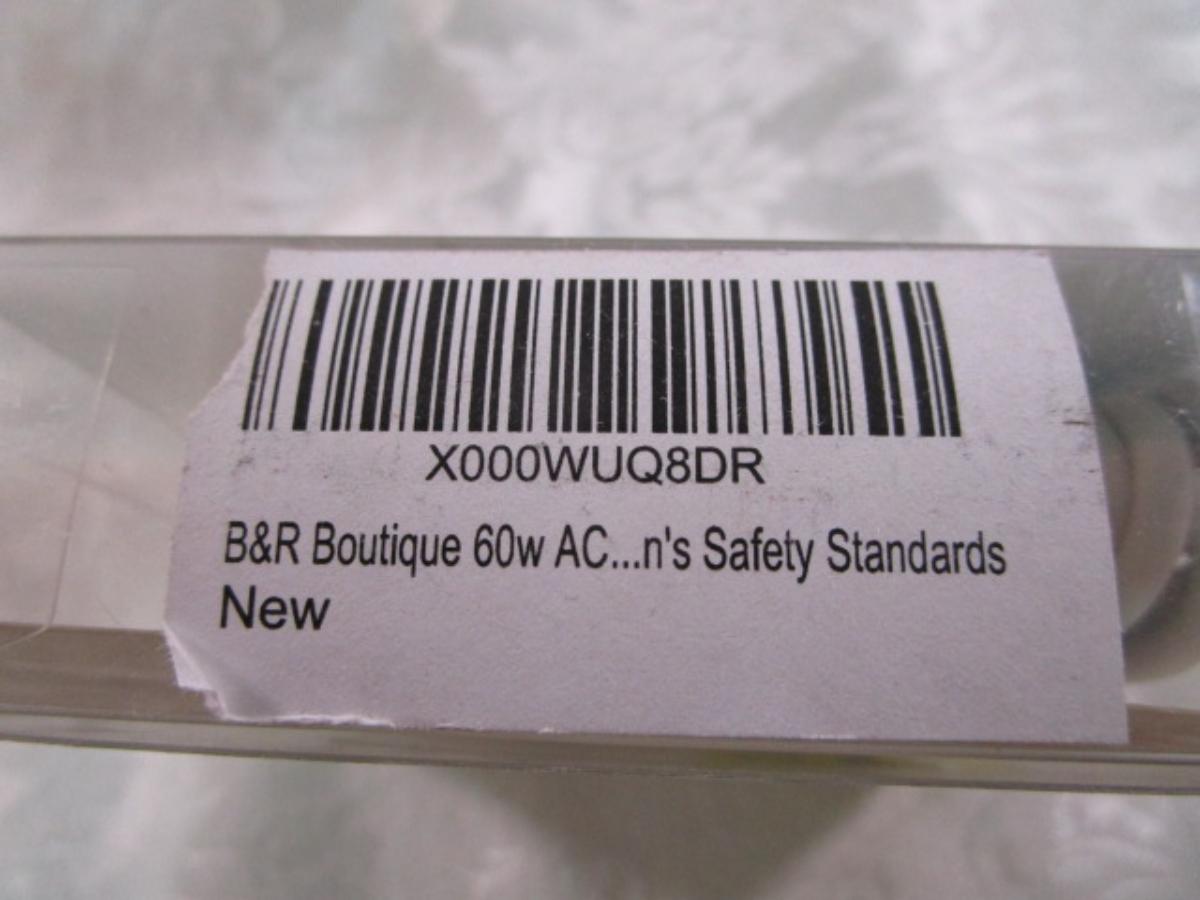 X000WUQ8DR
B&R Boutique 60w AC...n's Safety Standards
New